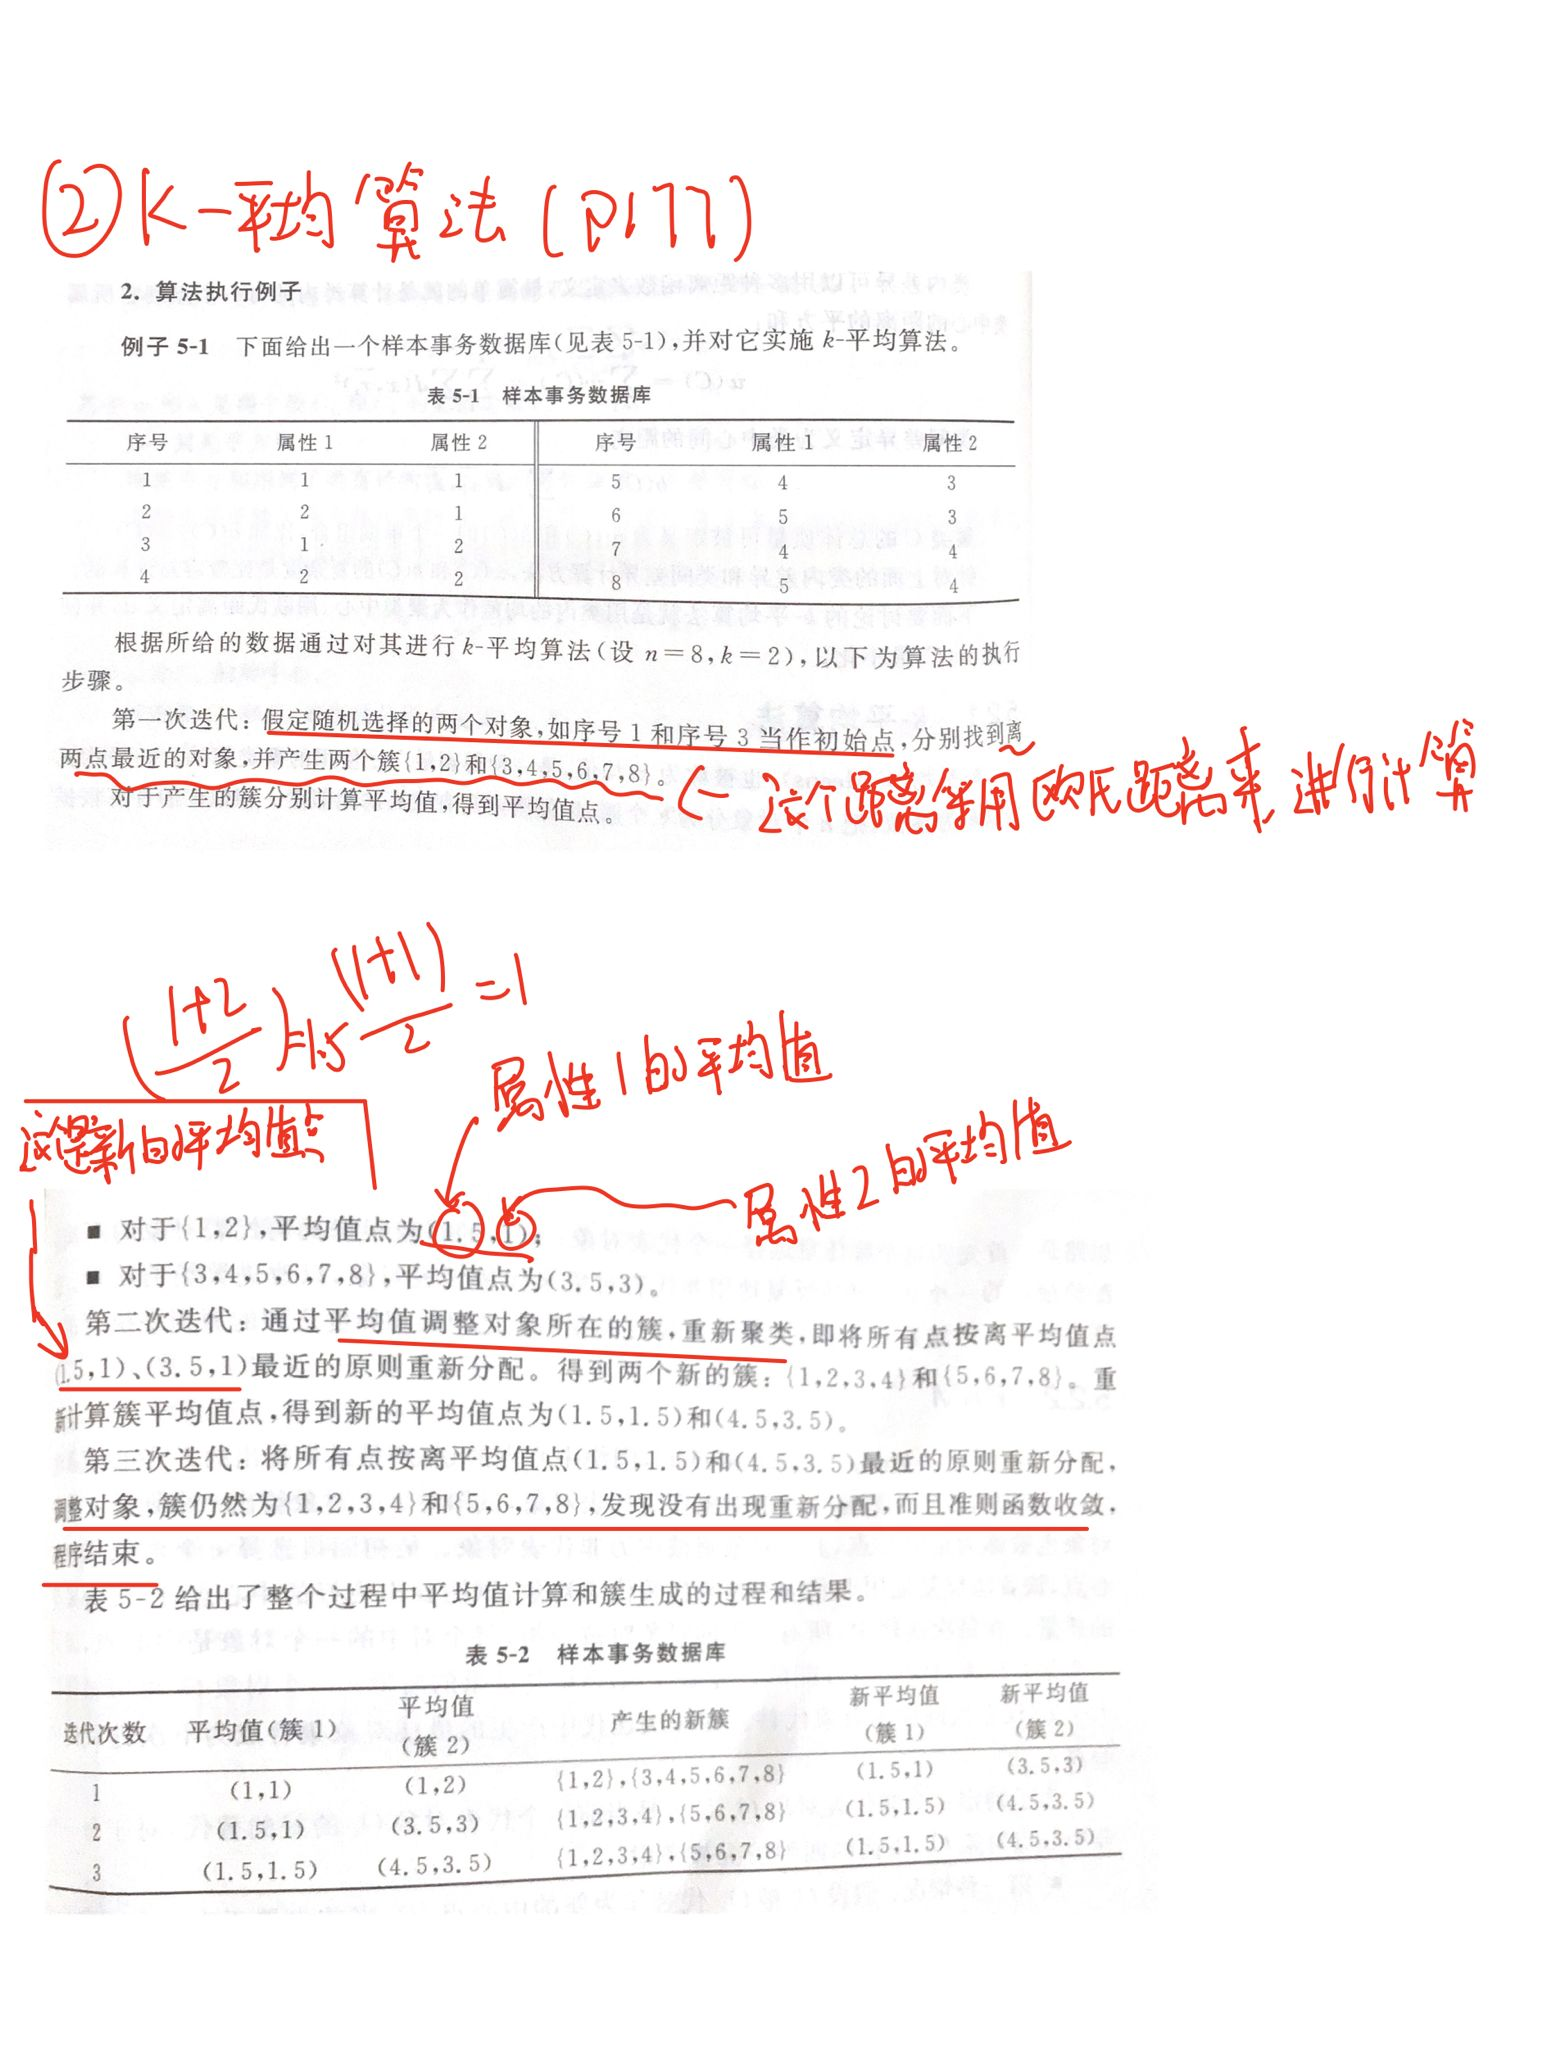 ②K-平均算法(P177)
2. 算法执行例子
例子 5-1 下面给出一个样本事务数据库(见表 5-1),并对它实施 k-平均算法。
表 5-1 样本事务数据库
序号 属性 1 属性 2 序号 属性 1 属性 2
1 1 1 5 4 3
2 2 1 6 5 3
3 1 2 7 4 4
4 2 2 8 5 4
根据所给的数据通过对其进行 k-平均算法(设 n=8,k=2),以下为算法的执行
步骤。
第一次迭代:假定随机选择的两个对象,如序号 1 和序号 3 当作初始点,分别找到离
两点最近的对象,并产生两个簇{1,2}和{3,4,5,6,7,8}。
←这个距离采用欧氏距离来进行计算
对于产生的簇分别计算平均值,得到平均值点。
(1+2/2)=1.5 (1+1)/2=1
属性1的平均值
这是新的平均值点
属性2的平均值
■ 对于{1,2},平均值点为(1.5,1);
■ 对于{3,4,5,6,7,8},平均值点为(3.5,3)。
第二次迭代:通过平均值调整对象所在的簇,重新聚类,即将所有点按离平均值点
(1.5,1)、(3.5,1)最近的原则重新分配。得到两个新的簇:{1,2,3,4}和{5,6,7,8}。重
新计算簇平均值点,得到新的平均值点为(1.5,1.5)和(4.5,3.5)。
第三次迭代:将所有点按离平均值点(1.5,1.5)和(4.5,3.5)最近的原则重新分配,
调整对象,簇仍然为{1,2,3,4}和{5,6,7,8},发现没有出现重新分配,而且准则函数收敛,
程序结束。
表 5-2 给出了整个过程中平均值计算和簇生成的过程和结果。
表 5-2 样本事务数据库
迭代次数 平均值(簇 1) 平均值(簇 2) 产生的新簇 新平均值(簇 1) 新平均值(簇 2)
1 (1,1) (1,2) {1,2},{3,4,5,6,7,8} (1.5,1) (3.5,3)
2 (1.5,1) (3.5,3) {1,2,3,4},{5,6,7,8} (1.5,1.5) (4.5,3.5)
3 (1.5,1.5) (4.5,3.5) {1,2,3,4},{5,6,7,8} (1.5,1.5) (4.5,3.5)